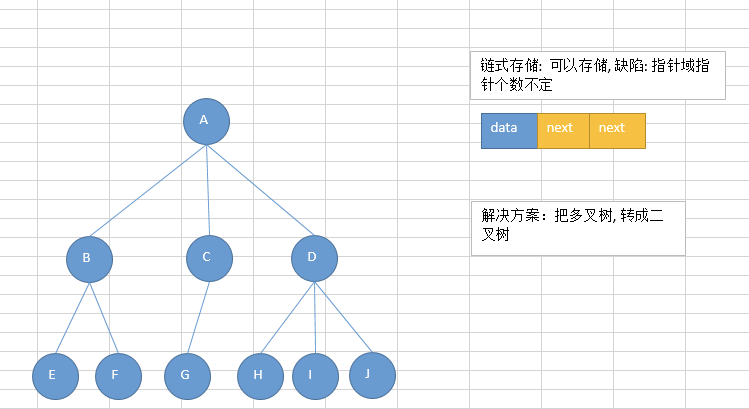 链式存储: 可以存储, 缺陷: 指针域指
针个数不定
data next next
A
解决方案: 把多叉树, 转成二
叉树
B C D
E F G H I J